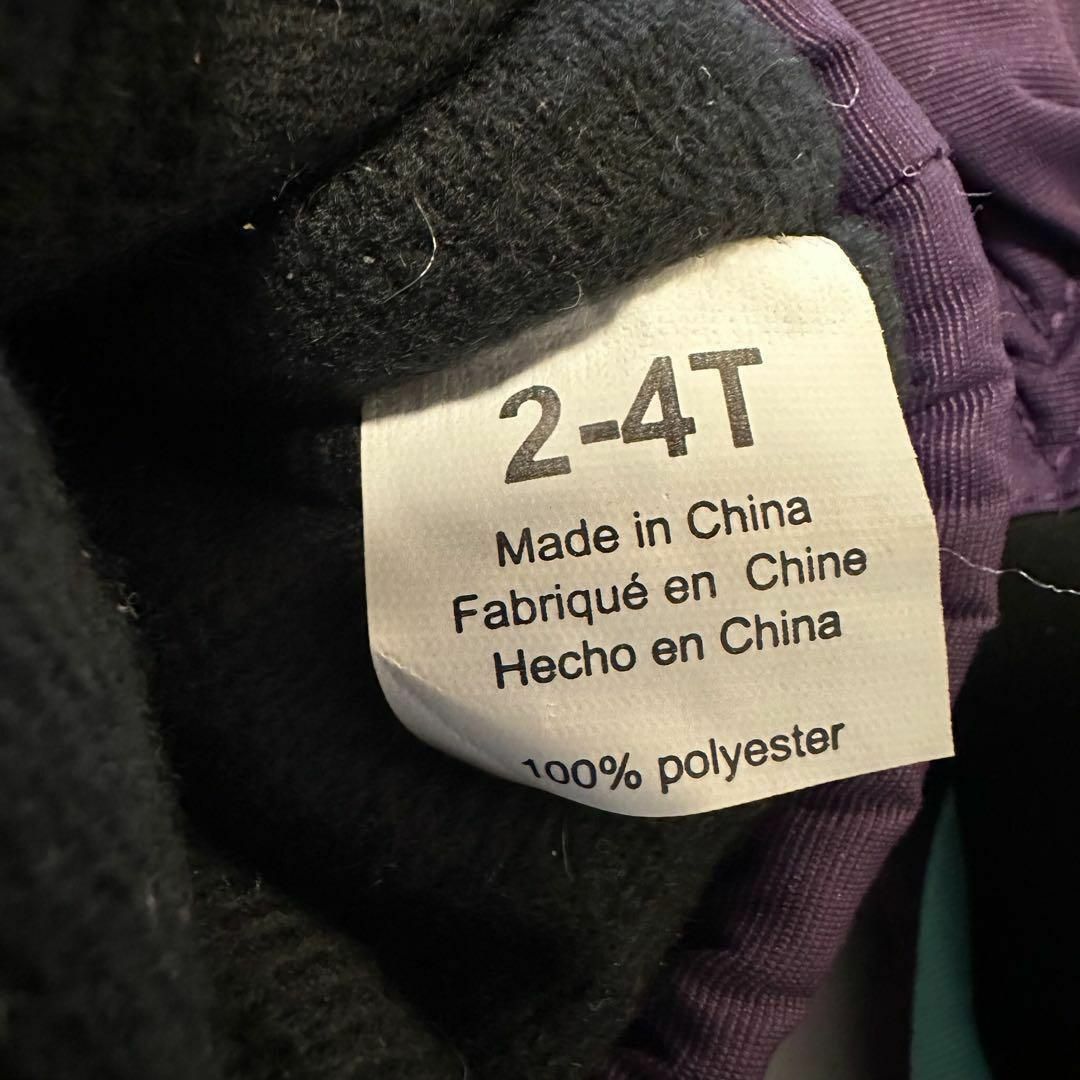 2-4T
Made in China
Fabriqué en Chine
Hecho en China
100% polyester